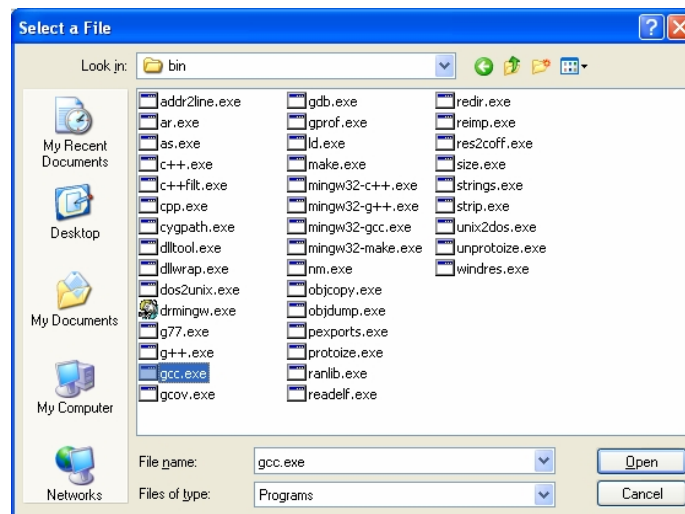 Select a File
Look in:
bin
My Recent
Documents
Desktop
My Documents
My Computer
Networks
addr2line.exe
ar.exe
as.exe
c++.exe
c++filt.exe
cpp.exe
cygpath.exe
dlltool.exe
dllwrap.exe
dos2unix.exe
drmingw.exe
g77.exe
g++.exe
gcc.exe
gcov.exe
gdb.exe
gprof.exe
ld.exe
make.exe
mingw32-c++.exe
mingw32-g++.exe
mingw32-gcc.exe
mingw32-make.exe
nm.exe
objcopy.exe
objdump.exe
pexports.exe
protoize.exe
ranlib.exe
readelf.exe
redir.exe
reimp.exe
res2coff.exe
size.exe
strings.exe
strip.exe
unix2dos.exe
unprotoize.exe
windres.exe
File name:
gcc.exe
Open
Files of type:
Programs
Cancel